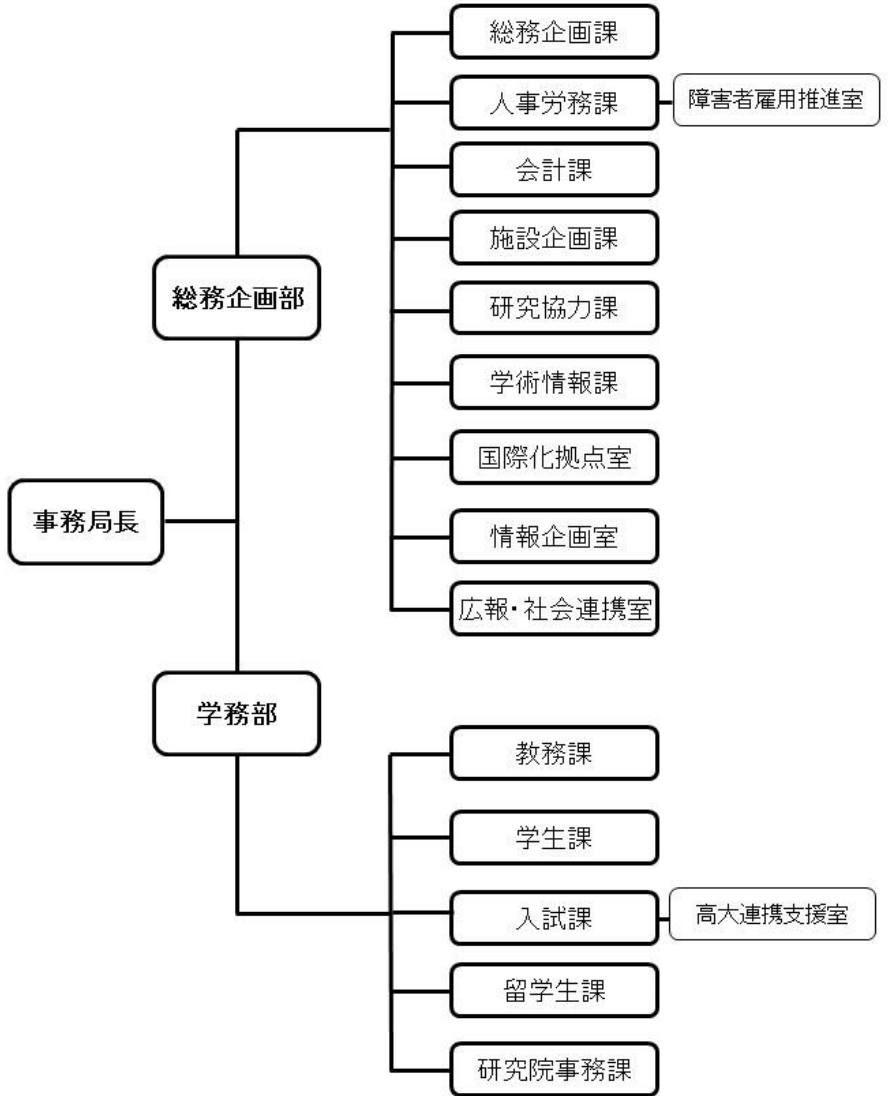 事務局長
総務企画部
総務企画課
人事労務課
障害者雇用推進室
会計課
施設企画課
研究協力課
学術情報課
国際化拠点室
情報企画室
広報・社会連携室
学務部
教務課
学生課
入試課
高大連携支援室
留学生課
研究院事務課